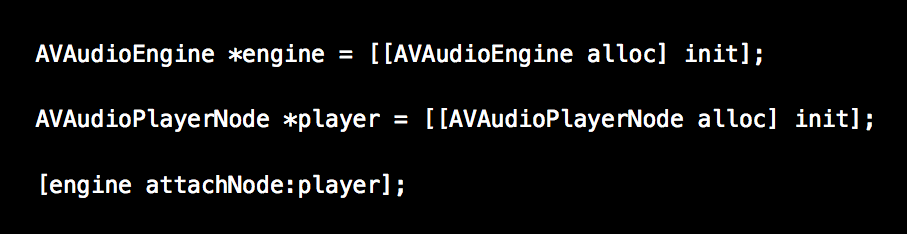 AVAudioEngine *engine = [[AVAudioEngine alloc] init];
AVAudioPlayerNode *player = [[AVAudioPlayerNode alloc] init];
[engine attachNode:player];